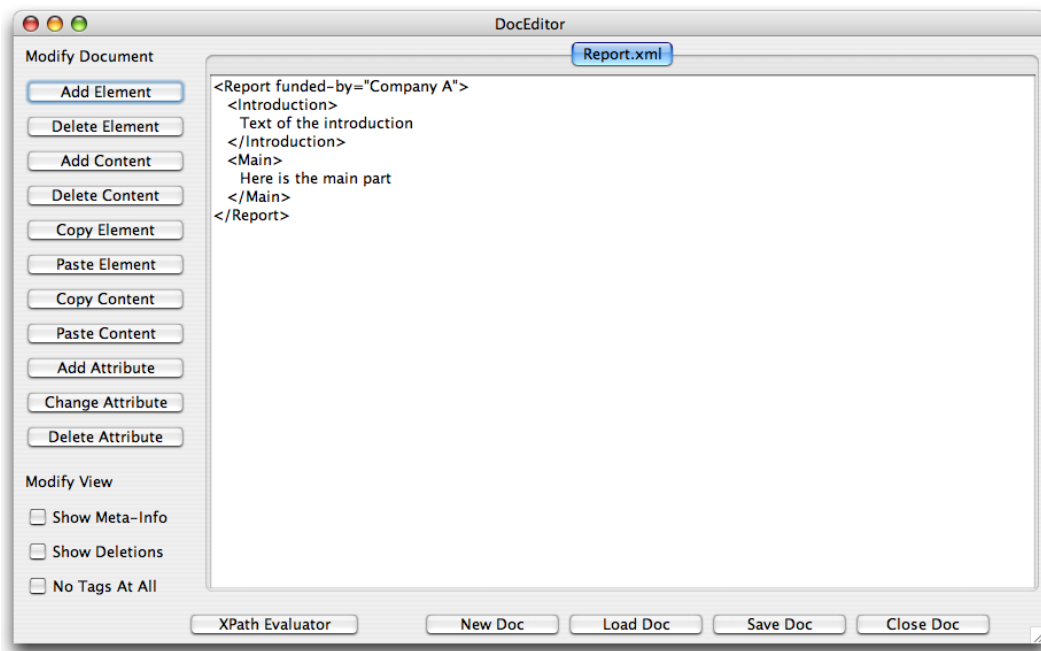 DocEditor
Modify Document
Report.xml
Add Element
Delete Element
Add Content
Delete Content
Copy Element
Paste Element
Copy Content
Paste Content
Add Attribute
Change Attribute
Delete Attribute
Modify View
Show Meta-Info
Show Deletions
No Tags At All
<Report funded-by="Company A">
  <Introduction>
    Text of the introduction
  </Introduction>
  <Main>
    Here is the main part
  </Main>
</Report>
XPath Evaluator
New Doc
Load Doc
Save Doc
Close Doc